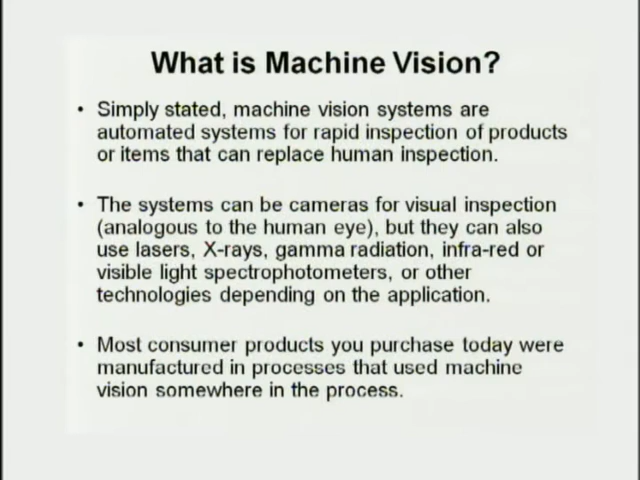 What is Machine Vision?
• Simply stated, machine vision systems are
automated systems for rapid inspection of products
or items that can replace human inspection.
• The systems can be cameras for visual inspection
(analogous to the human eye), but they can also
use lasers, X-rays, gamma radiation, infra-red or
visible light spectrophotometers, or other
technologies depending on the application.
• Most consumer products you purchase today were
manufactured in processes that used machine
vision somewhere in the process.